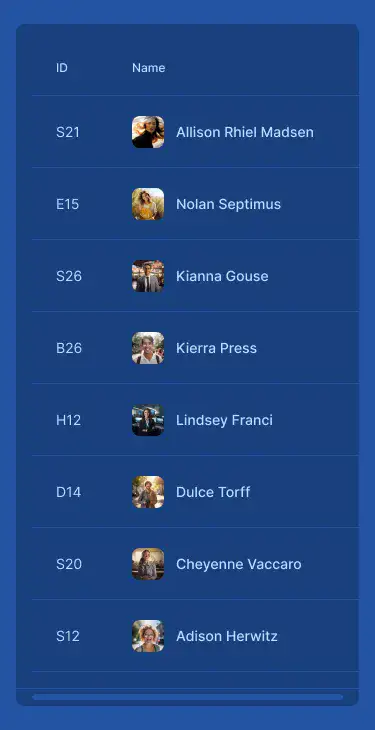 ID Name
S21 Allison Rhiel Madsen
E15 Nolan Septimus
S26 Kianna Gouse
B26 Kierra Press
H12 Lindsey Franci
D14 Dulce Torff
S20 Cheyenne Vaccaro
S12 Adison Herwitz